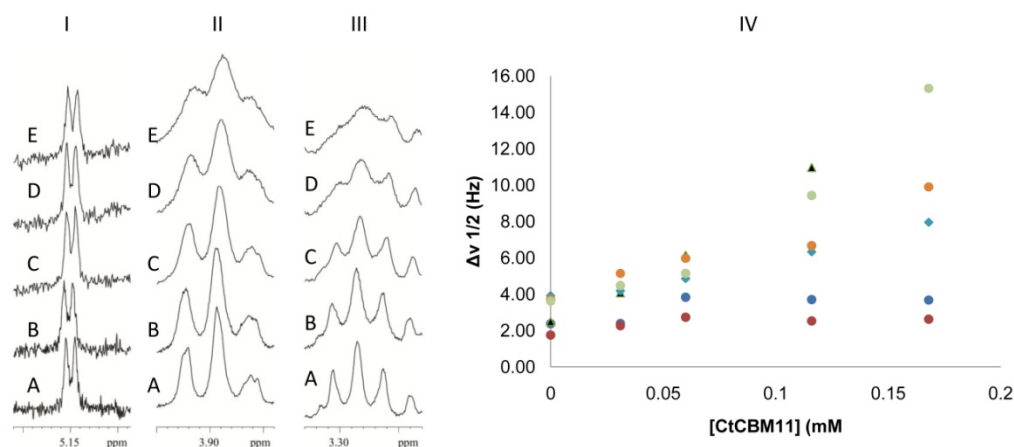 I II III IV
E E E
D D D
C C C
B B B
A A A
5.15 ppm
3.90 ppm
3.30 ppm
16.00
14.00
12.00
10.00
8.00
6.00
4.00
2.00
0.00
0 0.05 0.1 0.15 0.2
Δν 1/2 (Hz)
[CtCBM11] (mM